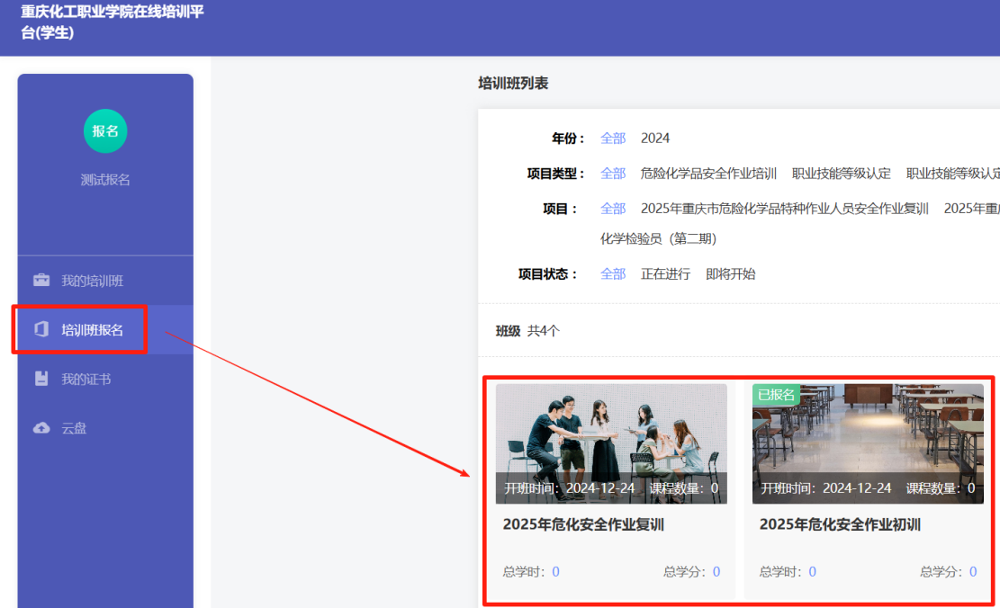 重庆化工职业学院在线培训平
台(学生)
报名
测试报名
我的培训班
培训班报名
我的证书
云盘
培训班列表
年份： 全部 2024
项目类型： 全部 危险化学品安全作业培训 职业技能等级认定 职业技能等级认定
项目： 全部 2025年重庆市危险化学品特种作业人员安全作业复训 2025年重
化学检验员（第二期）
项目状态： 全部 正在进行 即将开始
班级 共4个
开班时间：2024-12-24 课程数量：0
2025年危化安全作业复训
总学时：0 总学分：0
已报名
开班时间：2024-12-24 课程数量：0
2025年危化安全作业初训
总学时：0 总学分：0